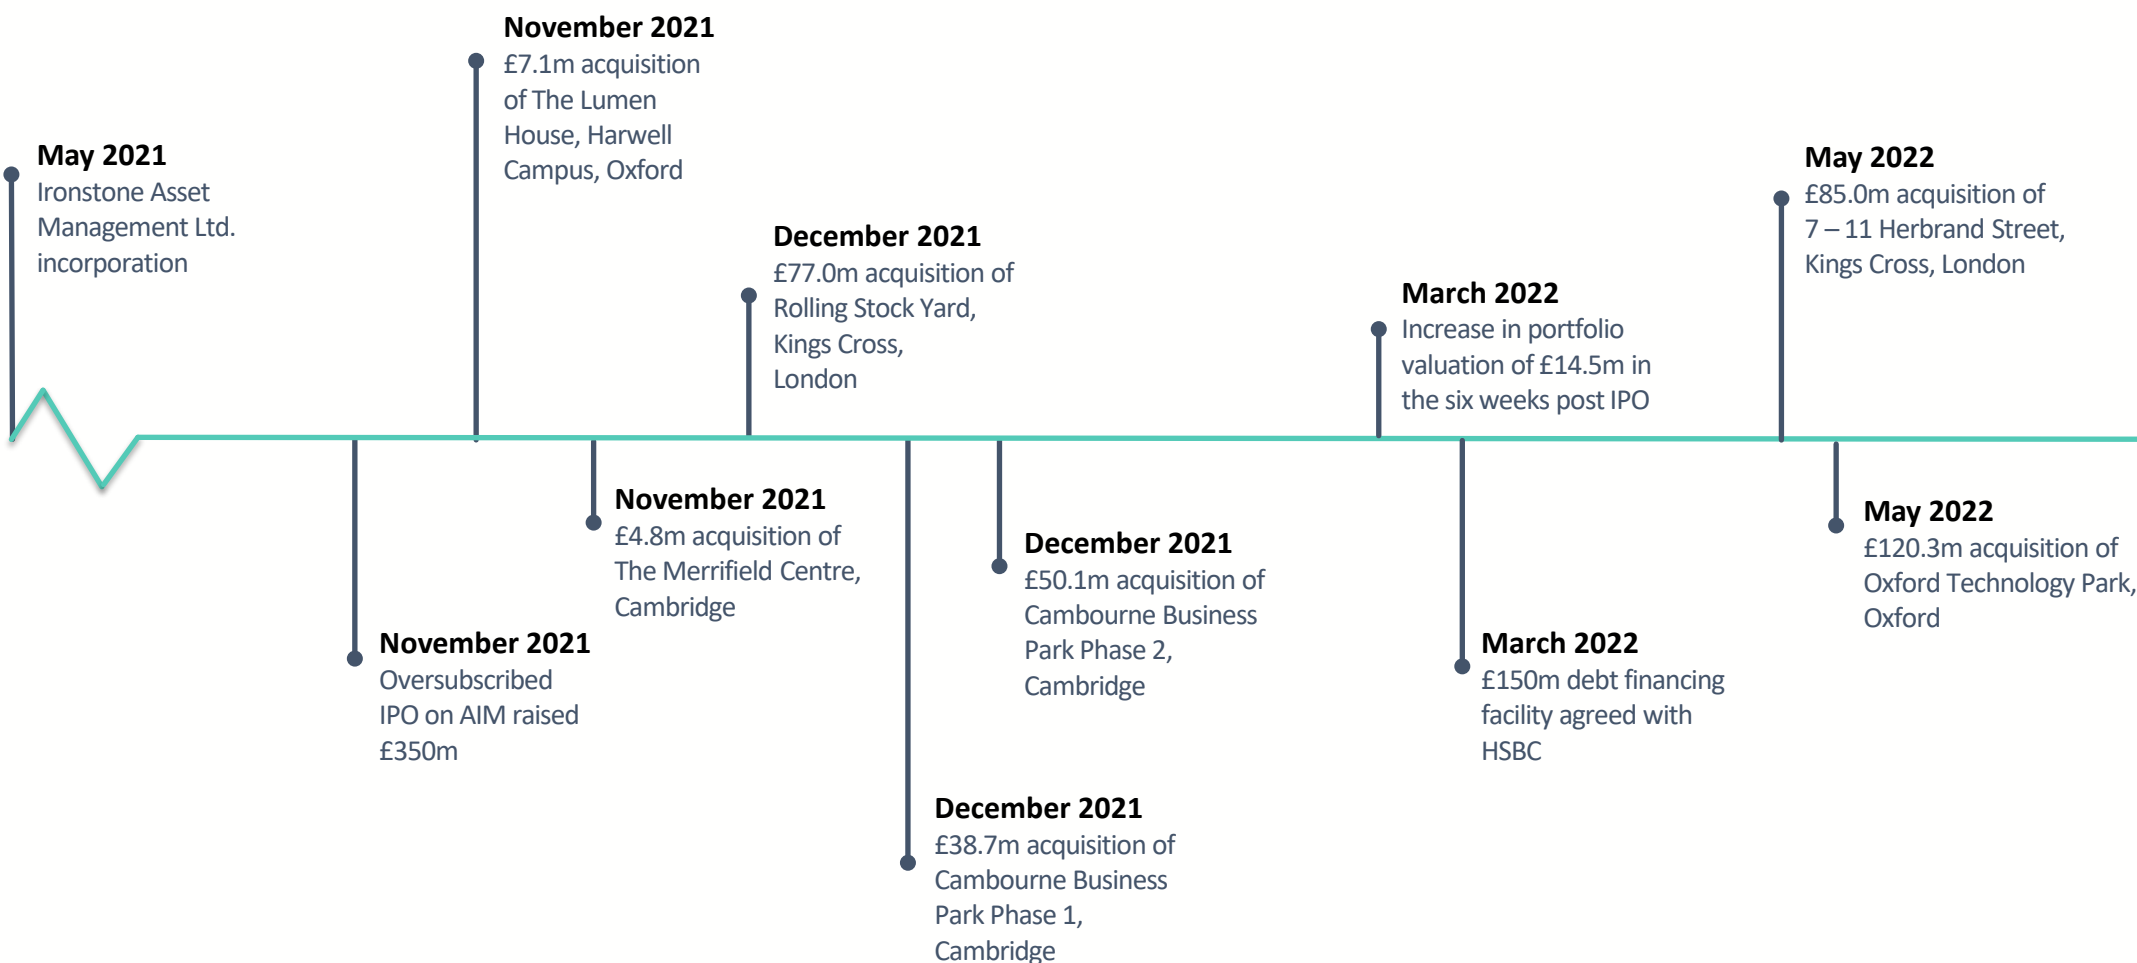 May 2021
Ironstone Asset
Management Ltd.
incorporation
November 2021
Oversubscribed
IPO on AIM raised
£350m
November 2021
£7.1m acquisition
of The Lumen
House, Harwell
Campus, Oxford
November 2021
£4.8m acquisition of
The Merrifield Centre,
Cambridge
December 2021
£77.0m acquisition of
Rolling Stock Yard,
Kings Cross,
London
December 2021
£38.7m acquisition of
Cambourne Business
Park Phase 1,
Cambridge
December 2021
£50.1m acquisition of
Cambourne Business
Park Phase 2,
Cambridge
March 2022
Increase in portfolio
valuation of £14.5m in
the six weeks post IPO
March 2022
£150m debt financing
facility agreed with
HSBC
May 2022
£85.0m acquisition of
7 – 11 Herbrand Street,
Kings Cross, London
May 2022
£120.3m acquisition of
Oxford Technology Park,
Oxford